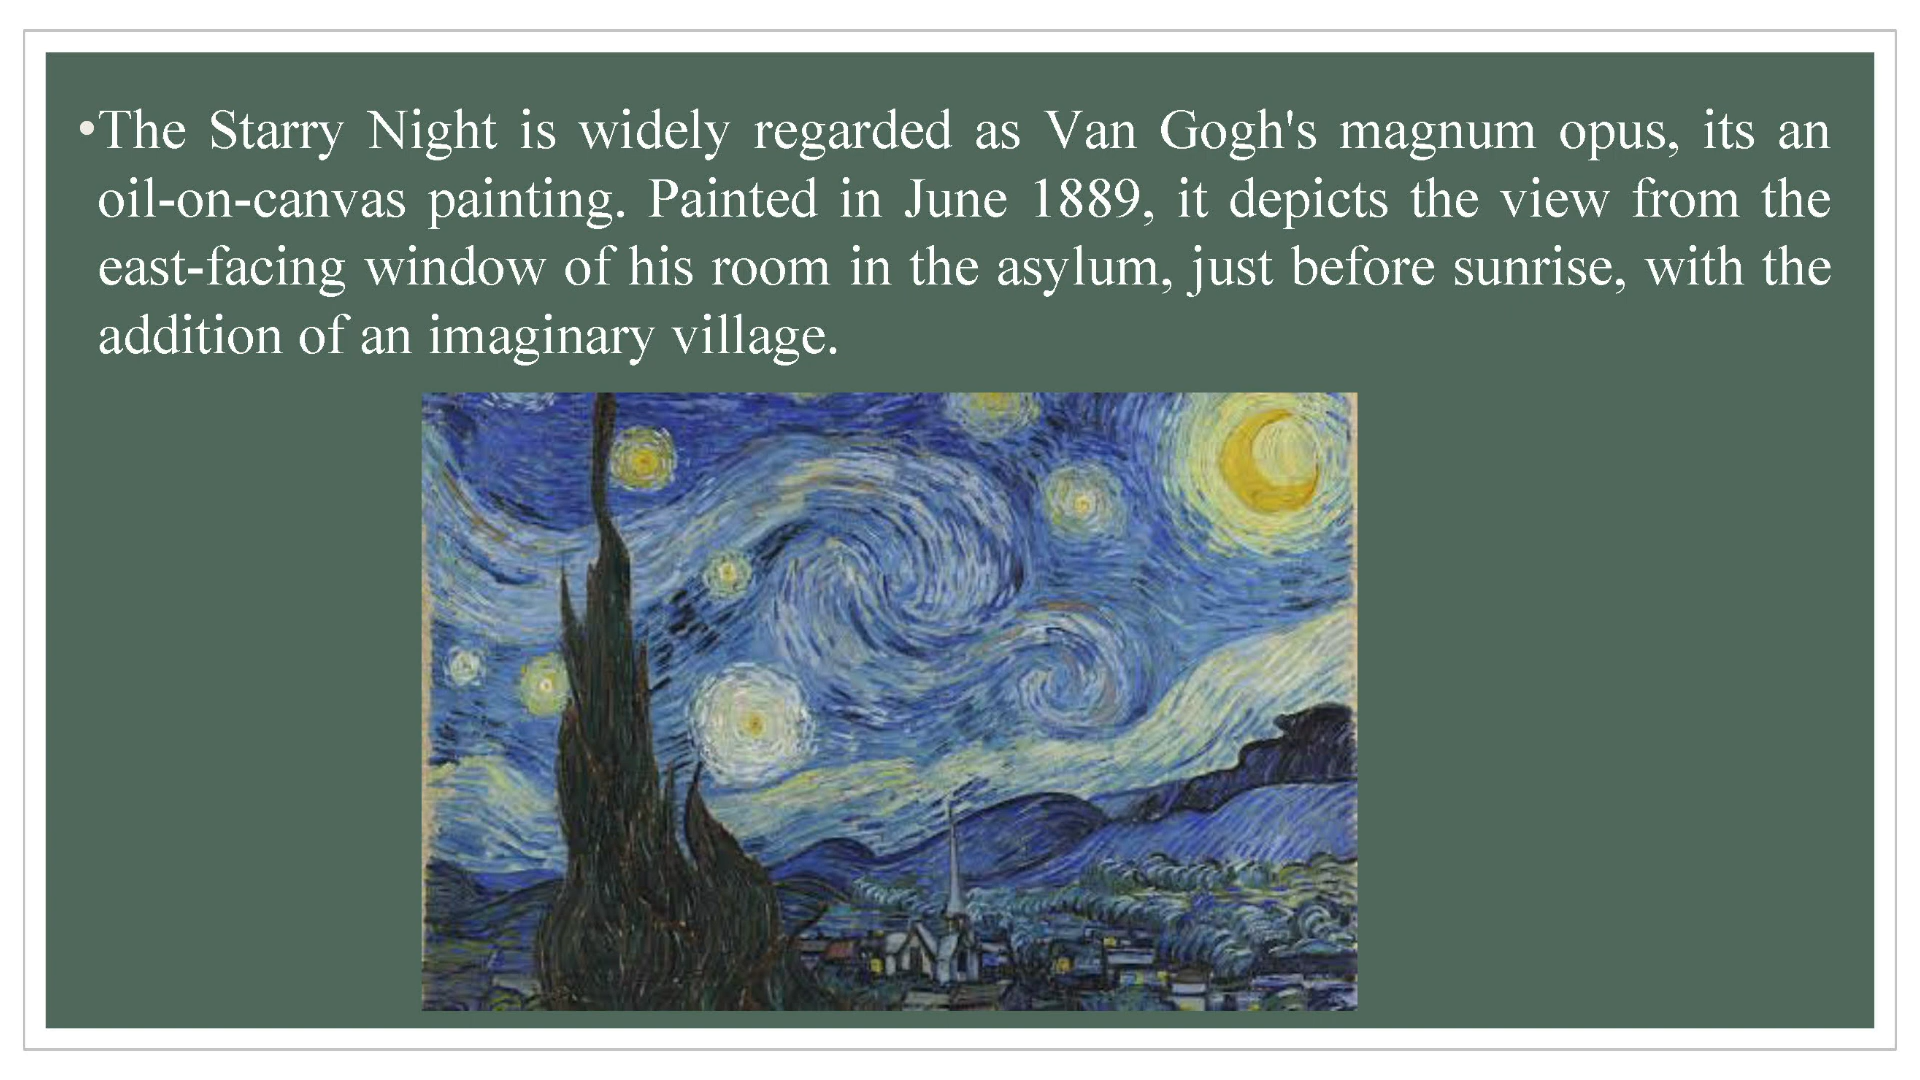 •The Starry Night is widely regarded as Van Gogh's magnum opus, its an
oil-on-canvas painting. Painted in June 1889, it depicts the view from the
east-facing window of his room in the asylum, just before sunrise, with the
addition of an imaginary village.